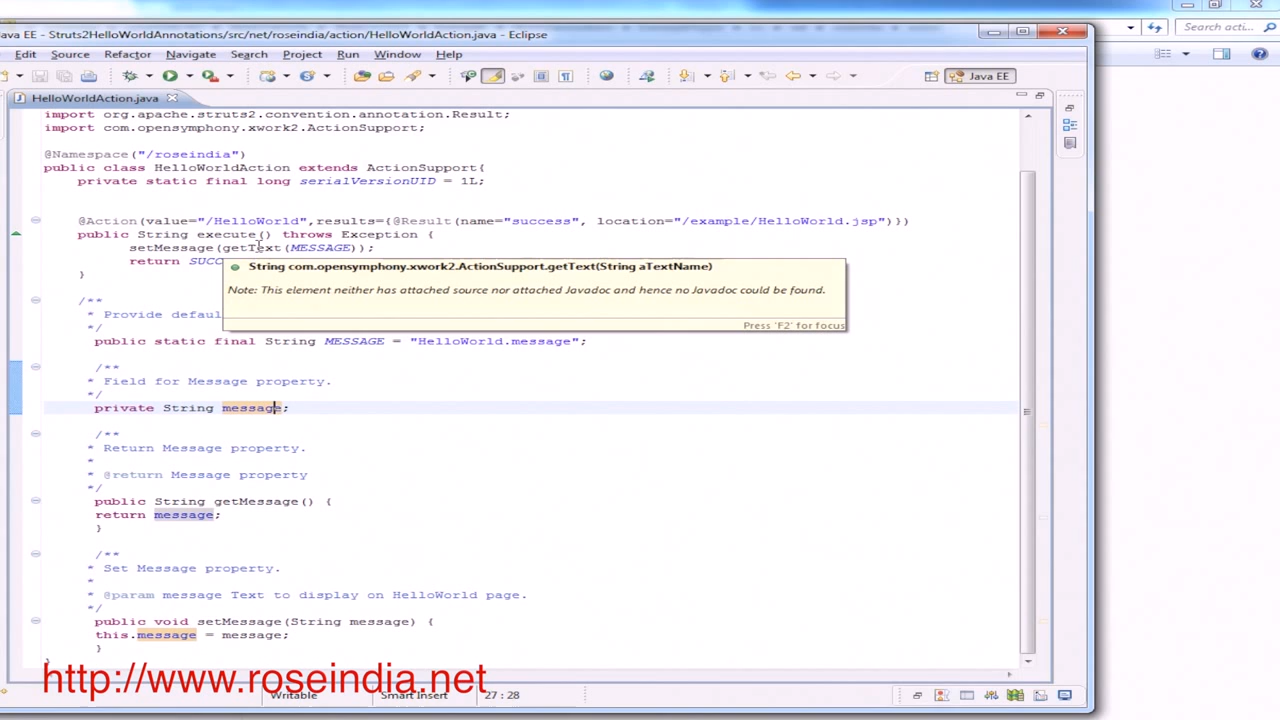 Search acti...
Java EE - Struts2HelloWorldAnnotations/src/net/roseindia/action/HelloWorldAction.java - Eclipse
Edit Source Refactor Navigate Search Project Run Window Help
Java EE
HelloWorldAction.java
import org.apache.struts2.convention.annotation.Result;
import com.opensymphony.xwork2.ActionSupport;
@Namespace("/roseindia")
public class HelloWorldAction extends ActionSupport{
private static final long serialVersionUID = 1L;
@Action(value="/HelloWorld",results={@Result(name="success", location="/example/HelloWorld.jsp")})
public String execute() throws Exception {
setMessage(getText(MESSAGE));
return SUCC
String com.opensymphony.xwork2.ActionSupport.getText(String aTextName)
Note: This element neither has attached source nor attached Javadoc and hence no Javadoc could be found.
Press 'F2' for focus
}
/**
* Provide defaul
*/
public static final String MESSAGE = "HelloWorld.message";
/**
* Field for Message property.
*/
private String message;
/**
* Return Message property.
*
* @return Message property
*/
public String getMessage() {
return message;
}
/**
* Set Message property.
*
* @param message Text to display on HelloWorld page.
*/
public void setMessage(String message) {
this.message = message;
}
}
http://www.roseindia.net
Writable Smart Insert 27 : 28